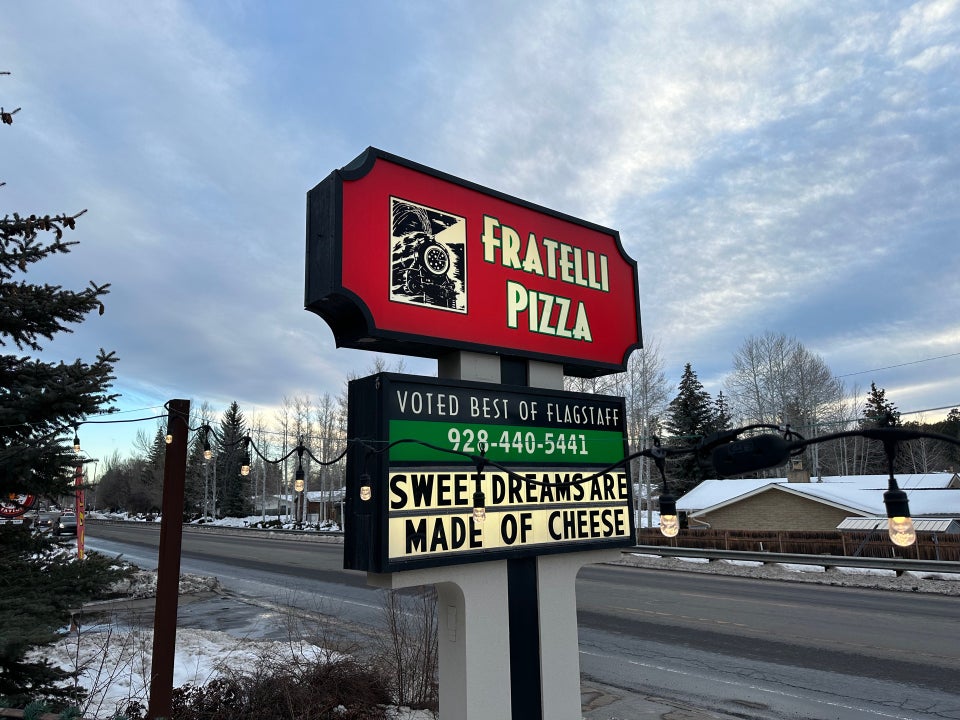 FRATELLI
PIZZA
VOTED BEST OF FLAGSTAFF
928-440-5441
SWEET DREAMS ARE
MADE OF CHEESE